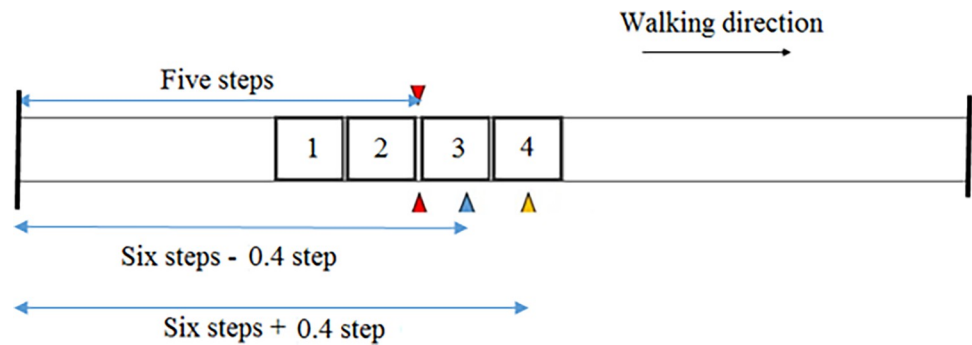 Walking direction
Five steps
1 2 3 4
Six steps - 0.4 step
Six steps + 0.4 step